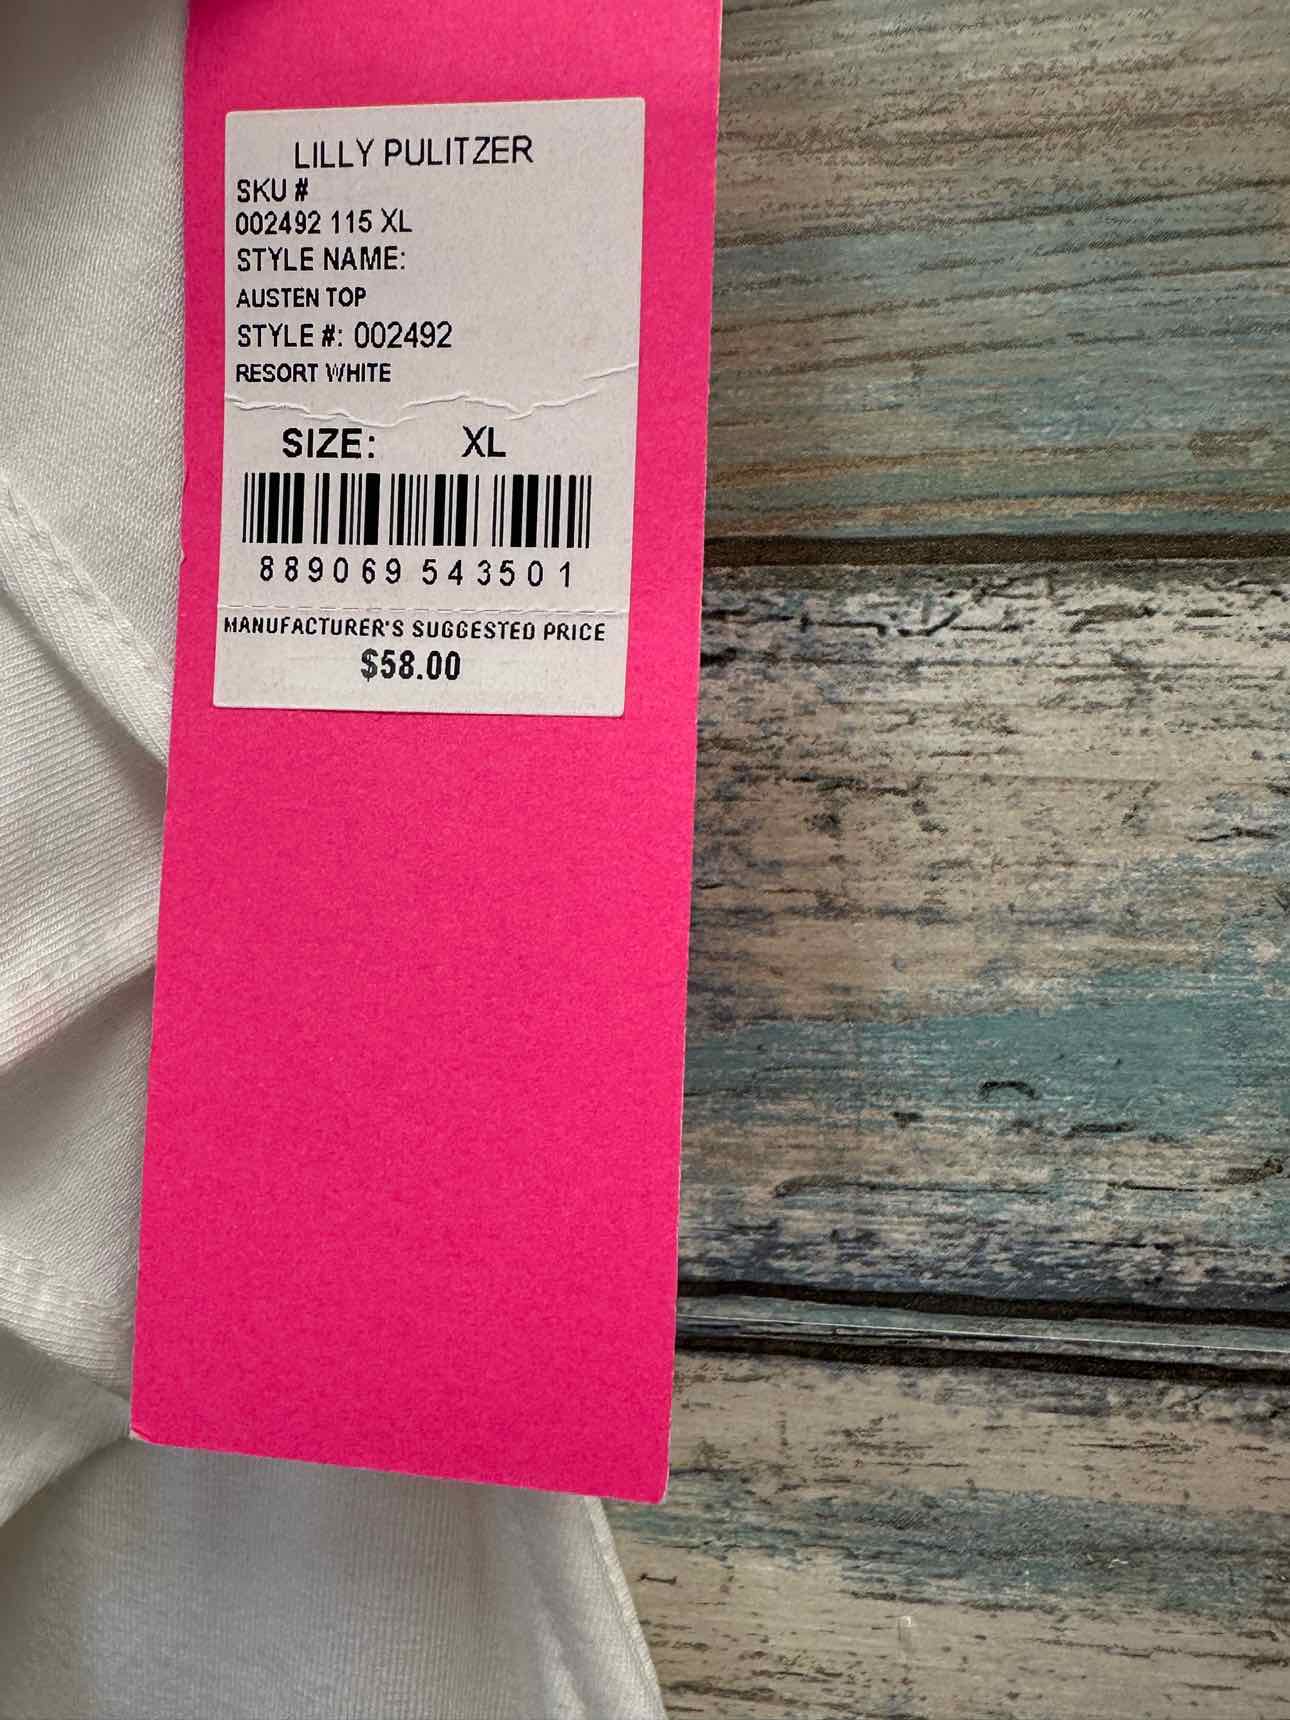 LILLY PULITZER
SKU #
002492 115 XL
STYLE NAME:
AUSTEN TOP
STYLE #: 002492
RESORT WHITE
SIZE: XL
889069 543501
MANUFACTURER'S SUGGESTED PRICE
$58.00